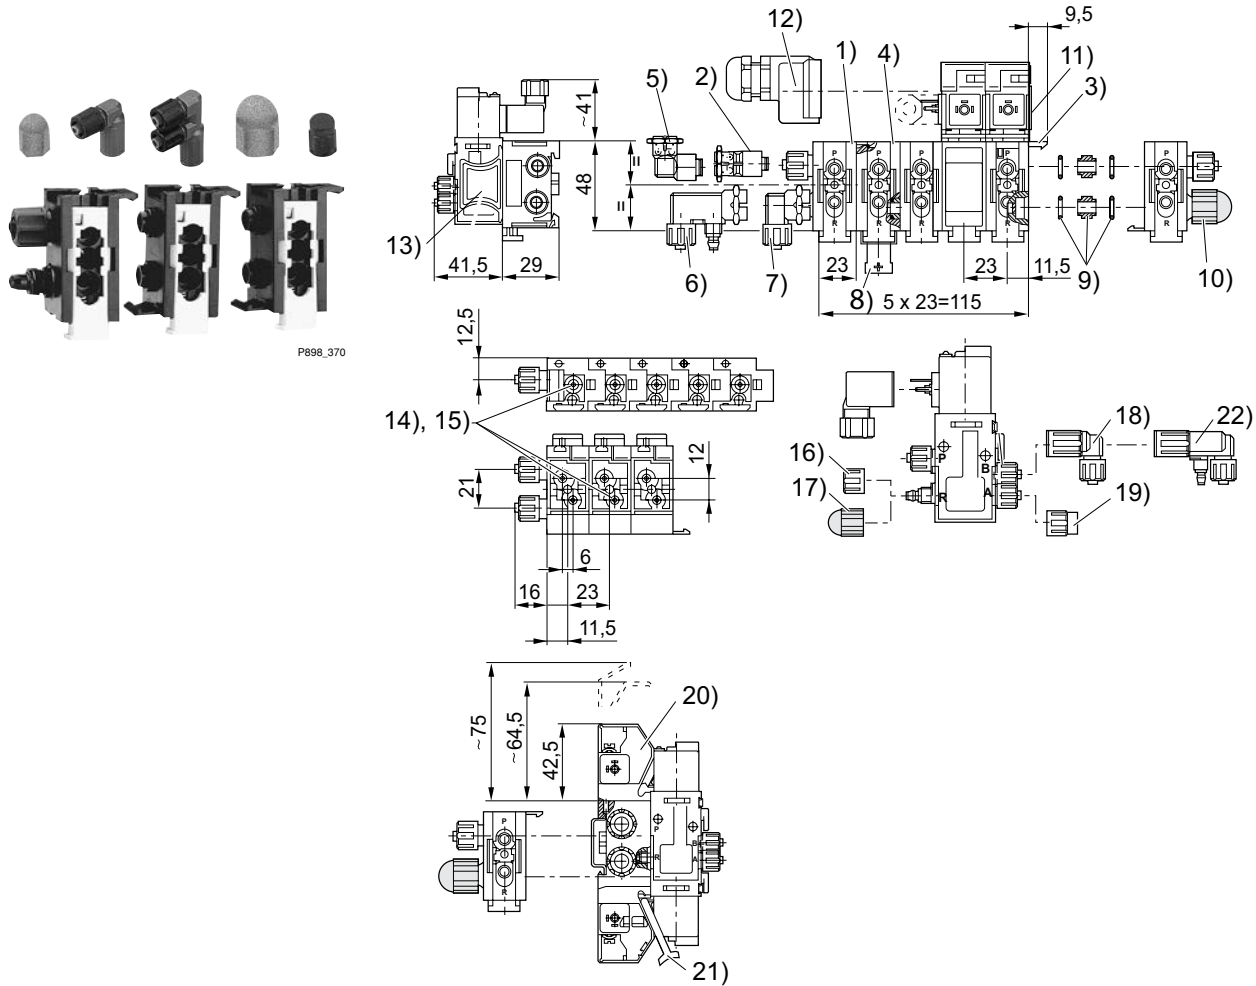 12)
9,5
5)
2)
1)
4)
11)
3)
~41
=
48
=
13)
41,5
29
6)
7)
23
8)
5 x 23=115
23
11,5
9)
10)
P
P
P
P
P
R
R
R
R
P898_370
12,5
14), 15)
21
12
6
16
23
11,5
16)
17)
18)
22)
19)
P
R
B
A
~75
~64,5
42,5
20)
21)
P
R
P
R
B
A